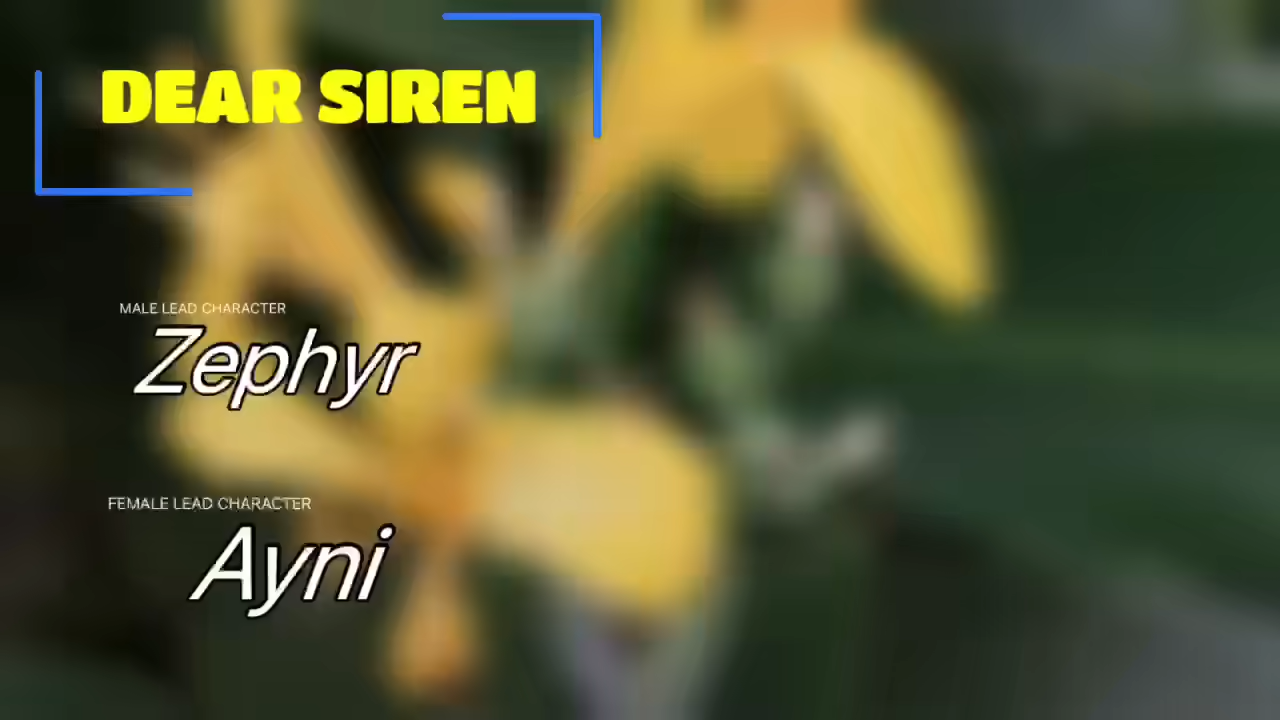 DEAR SIREN
MALE LEAD CHARACTER
Zephyr
FEMALE LEAD CHARACTER
Ayni